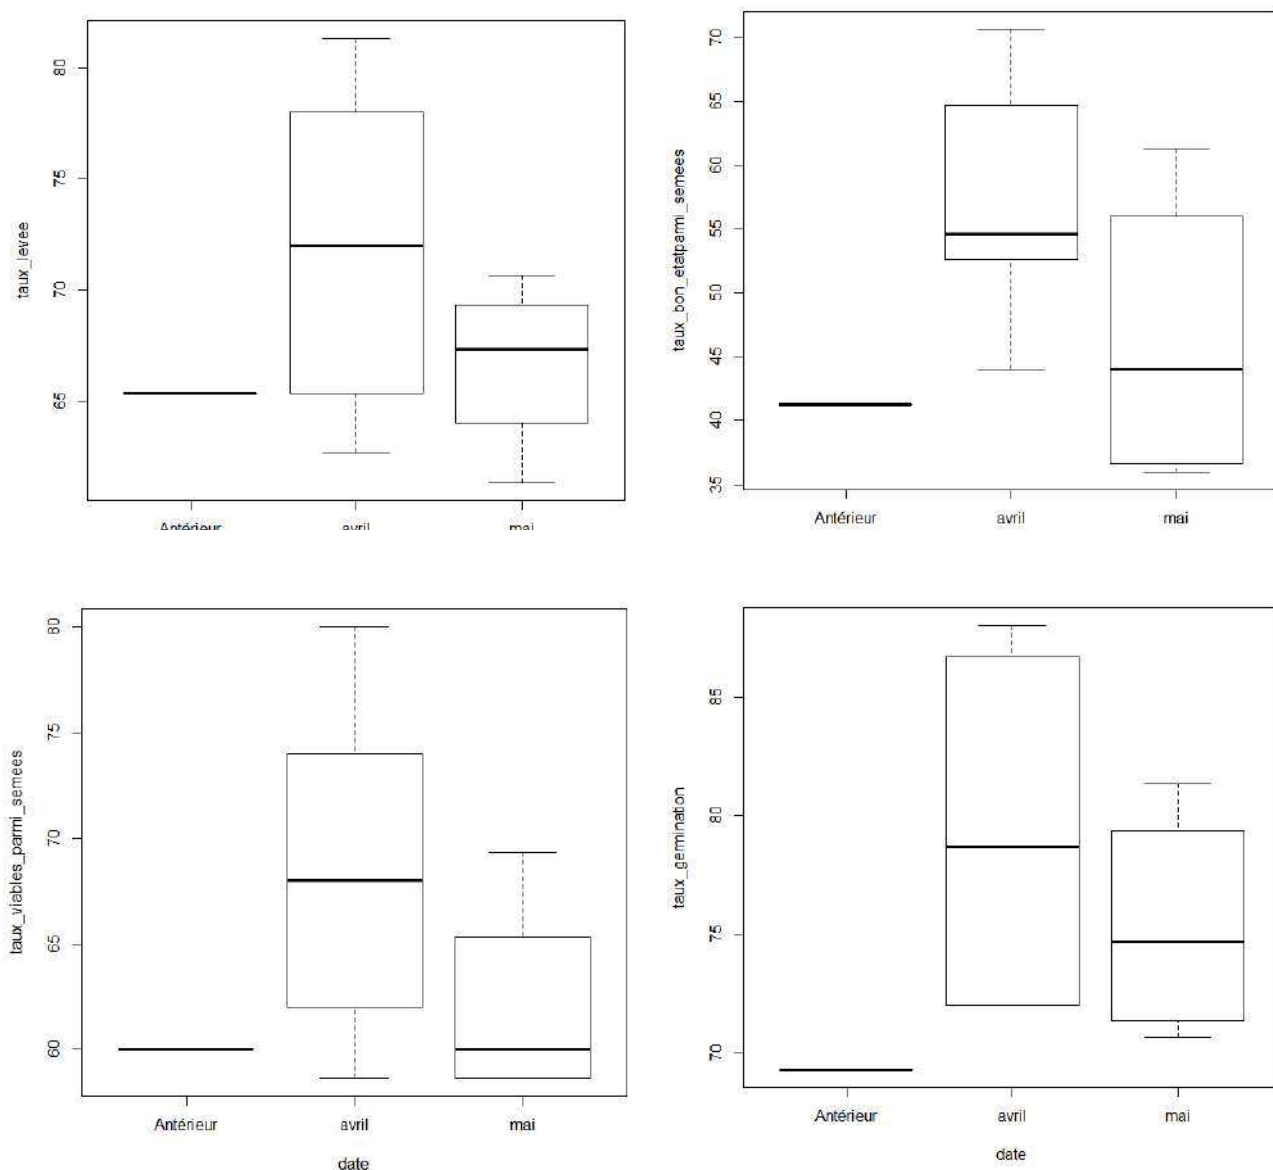 taux_levee
80
75
70
65
Antérieur avril mai
taux_bon_etatparmi_semees
70
65
60
55
50
45
40
35
Antérieur avril mai
taux_viables_parmi_semees
80
75
70
65
60
Antérieur avril mai
date
taux_germination
85
80
75
70
Antérieur avril mai
date